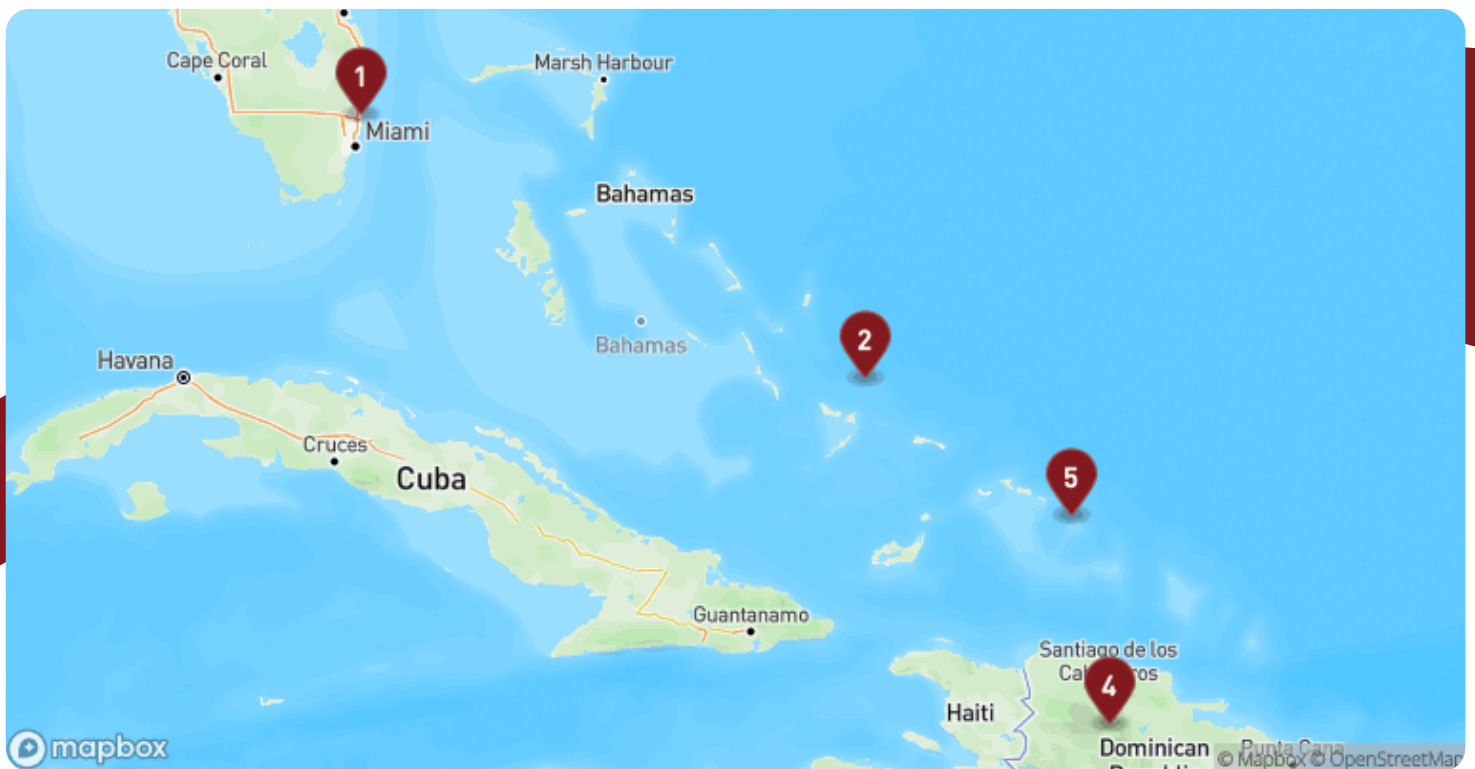 Cape Coral
1
Marsh Harbour
Miami
Bahamas
2
Bahamas
Havana
Cruces
Cuba
5
Guantanamo
Santiago de los
4
Haiti
Dominican
Punta Cana
mapbox
© Mapbox © OpenStreetMap